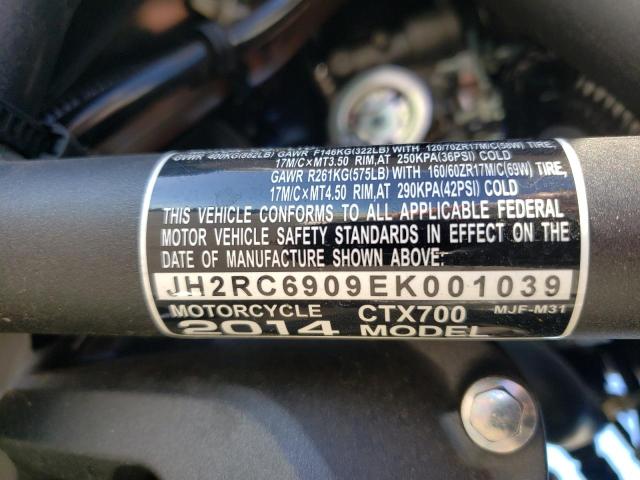 GVWR 400KG(882LB) GAWR F146KG(322LB) WITH 120/70ZR17M/C(58W) TIRE,
17M/C×MT3.50 RIM,AT 250KPA(36PSI) COLD
GAWR R261KG(575LB) WITH 160/60ZR17M/C(69W) TIRE,
17M/C×MT4.50 RIM,AT 290KPA(42PSI) COLD
THIS VEHICLE CONFORMS TO ALL APPLICABLE FEDERAL
MOTOR VEHICLE SAFETY STANDARDS IN EFFECT ON THE
DATE OF MANUFACTURE SHOWN ABOVE:
JH2RC6909EK001039
MOTORCYCLE CTX700 MJF-M31
2014 MODEL